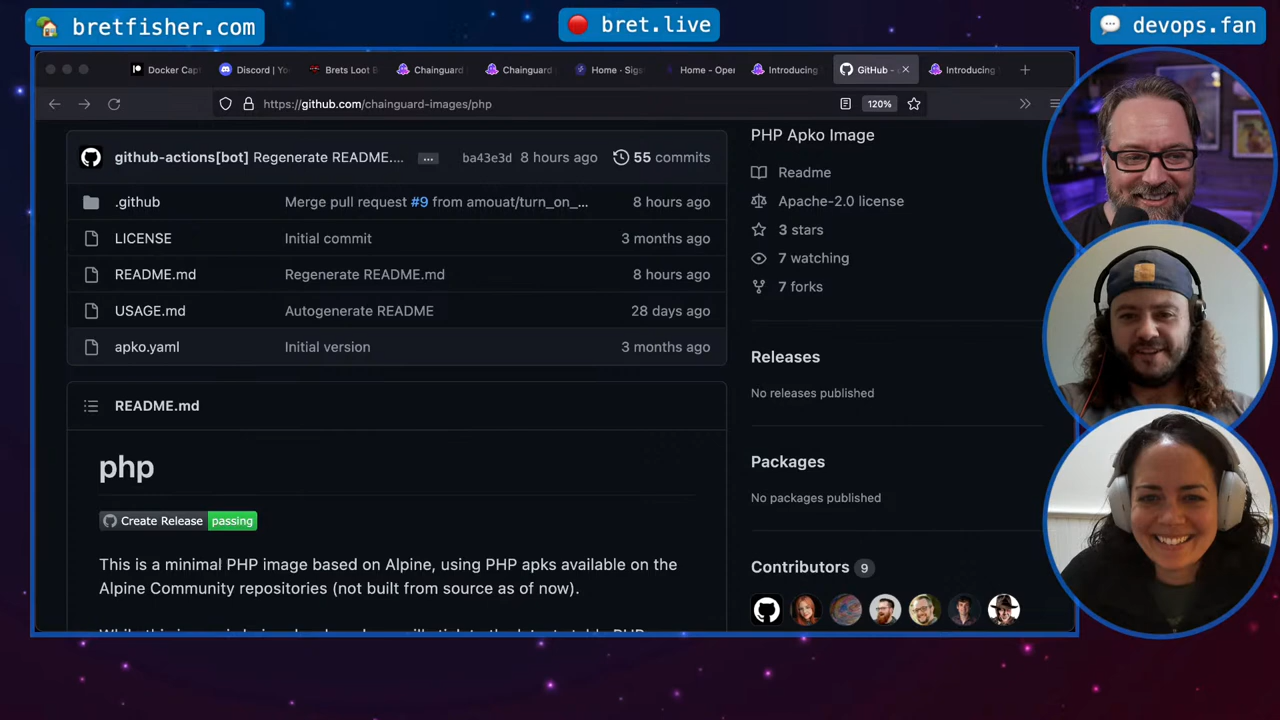 bretfisher.com
bret.live
devops.fan
Docker Cap
Discord | Yo
Brets Loot B
Chainguard
Chainguard
Home · Sigs
Home - Oper
Introducing
GitHub -
Introducing
https://github.com/chainguard-images/php
120%
github-actions[bot] Regenerate README.... ... ba43e3d 8 hours ago 55 commits
.github Merge pull request #9 from amouat/turn_on_... 8 hours ago
LICENSE Initial commit 3 months ago
README.md Regenerate README.md 8 hours ago
USAGE.md Autogenerate README 28 days ago
apko.yaml Initial version 3 months ago
README.md
php
Create Release passing
This is a minimal PHP image based on Alpine, using PHP apks available on the
Alpine Community repositories (not built from source as of now).
PHP Apko Image
Readme
Apache-2.0 license
3 stars
7 watching
7 forks
Releases
No releases published
Packages
No packages published
Contributors 9